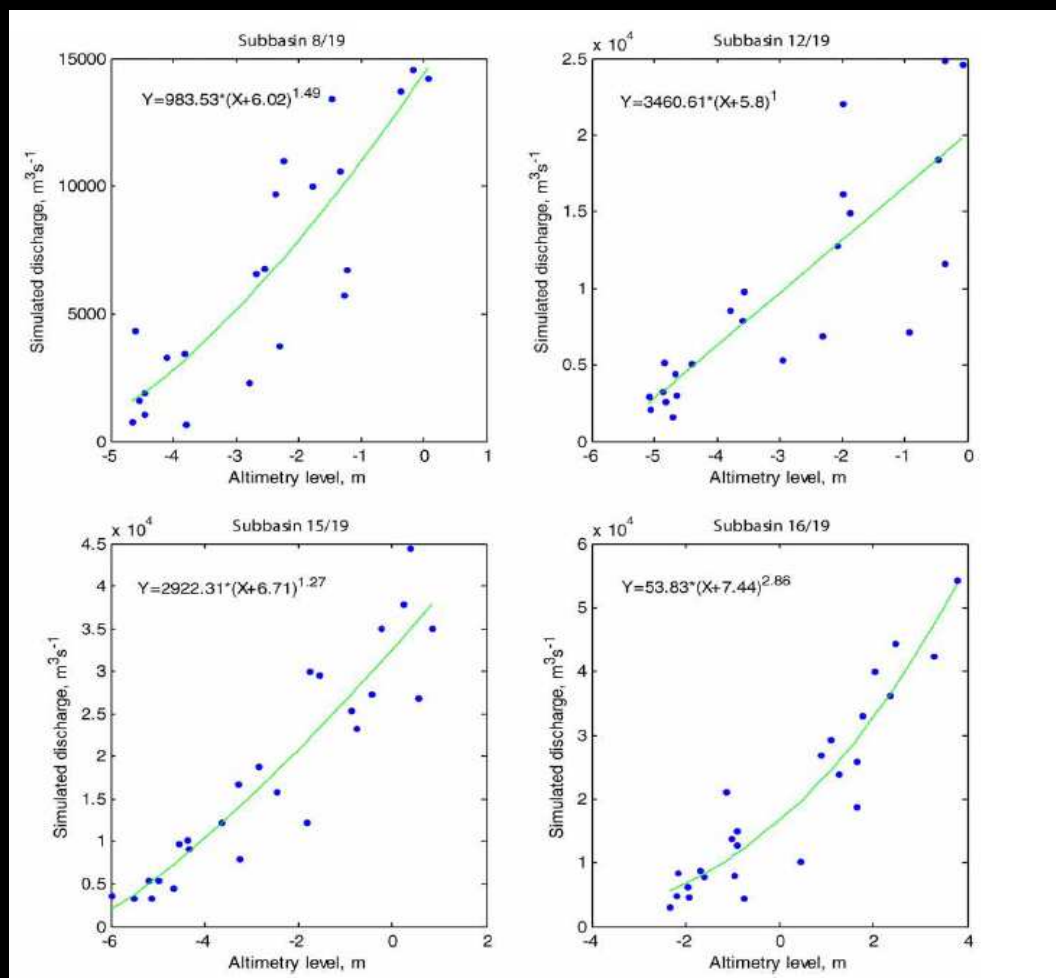 Subbasin 8/19
Y=983.53*(X+6.02)^1.49
15000
10000
5000
0
-5
-4
-3
-2
-1
0
1
Simulated discharge, m³s⁻¹
Altimetry level, m
Subbasin 12/19
x 10⁴
Y=3460.61*(X+5.8)^1
2.5
2
1.5
1
0.5
0
-6
-5
-4
-3
-2
-1
0
Simulated discharge, m³s⁻¹
Altimetry level, m
Subbasin 15/19
x 10⁴
Y=2922.31*(X+6.71)^1.27
4.5
4
3.5
3
2.5
2
1.5
1
0.5
0
-6
-4
-2
0
2
Simulated discharge, m³s⁻¹
Altimetry level, m
Subbasin 16/19
x 10⁴
Y=53.83*(X+7.44)^2.86
6
5
4
3
2
1
0
-4
-2
0
2
4
Simulated discharge, m³s⁻¹
Altimetry level, m